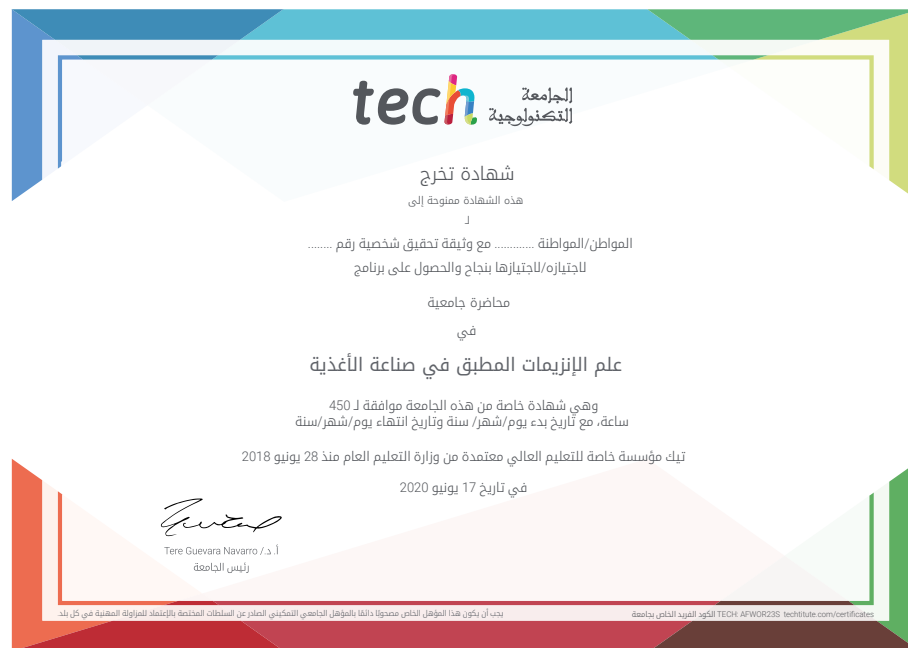 tech
الجامعة
التكنولوجية
شهادة تخرج
هذه الشهادة ممنوحة إلى
لـ
المواطن/المواطنة ............ مع وثيقة تحقيق شخصية رقم ........
لاجتيازه/لاجتيازها بنجاح والحصول على برنامج
محاضرة جامعية
في
علم الإنزيمات المطبق في صناعة الأغذية
وهي شهادة خاصة من هذه الجامعة موافقة لـ 450
ساعة، مع تاريخ بدء يوم/شهر/ سنة وتاريخ انتهاء يوم/شهر/سنة
تيك مؤسسة خاصة للتعليم العالي معتمدة من وزارة التعليم العام منذ 28 يونيو 2018
في تاريخ 17 يونيو 2020
أ.د./ Tere Guevara Navarro
رئيس الجامعة
يجب أن يكون هذا المؤهل الخاص مصحوبًا دائمًا بالمؤهل الجامعي التمكيني الصادر عن السلطات المختصة بالإعتماد للمزاولة المهنية في كل بلد.
الكود الفريد الخاص بجامعة TECH: AFWOR23S techtitute.com/certificates